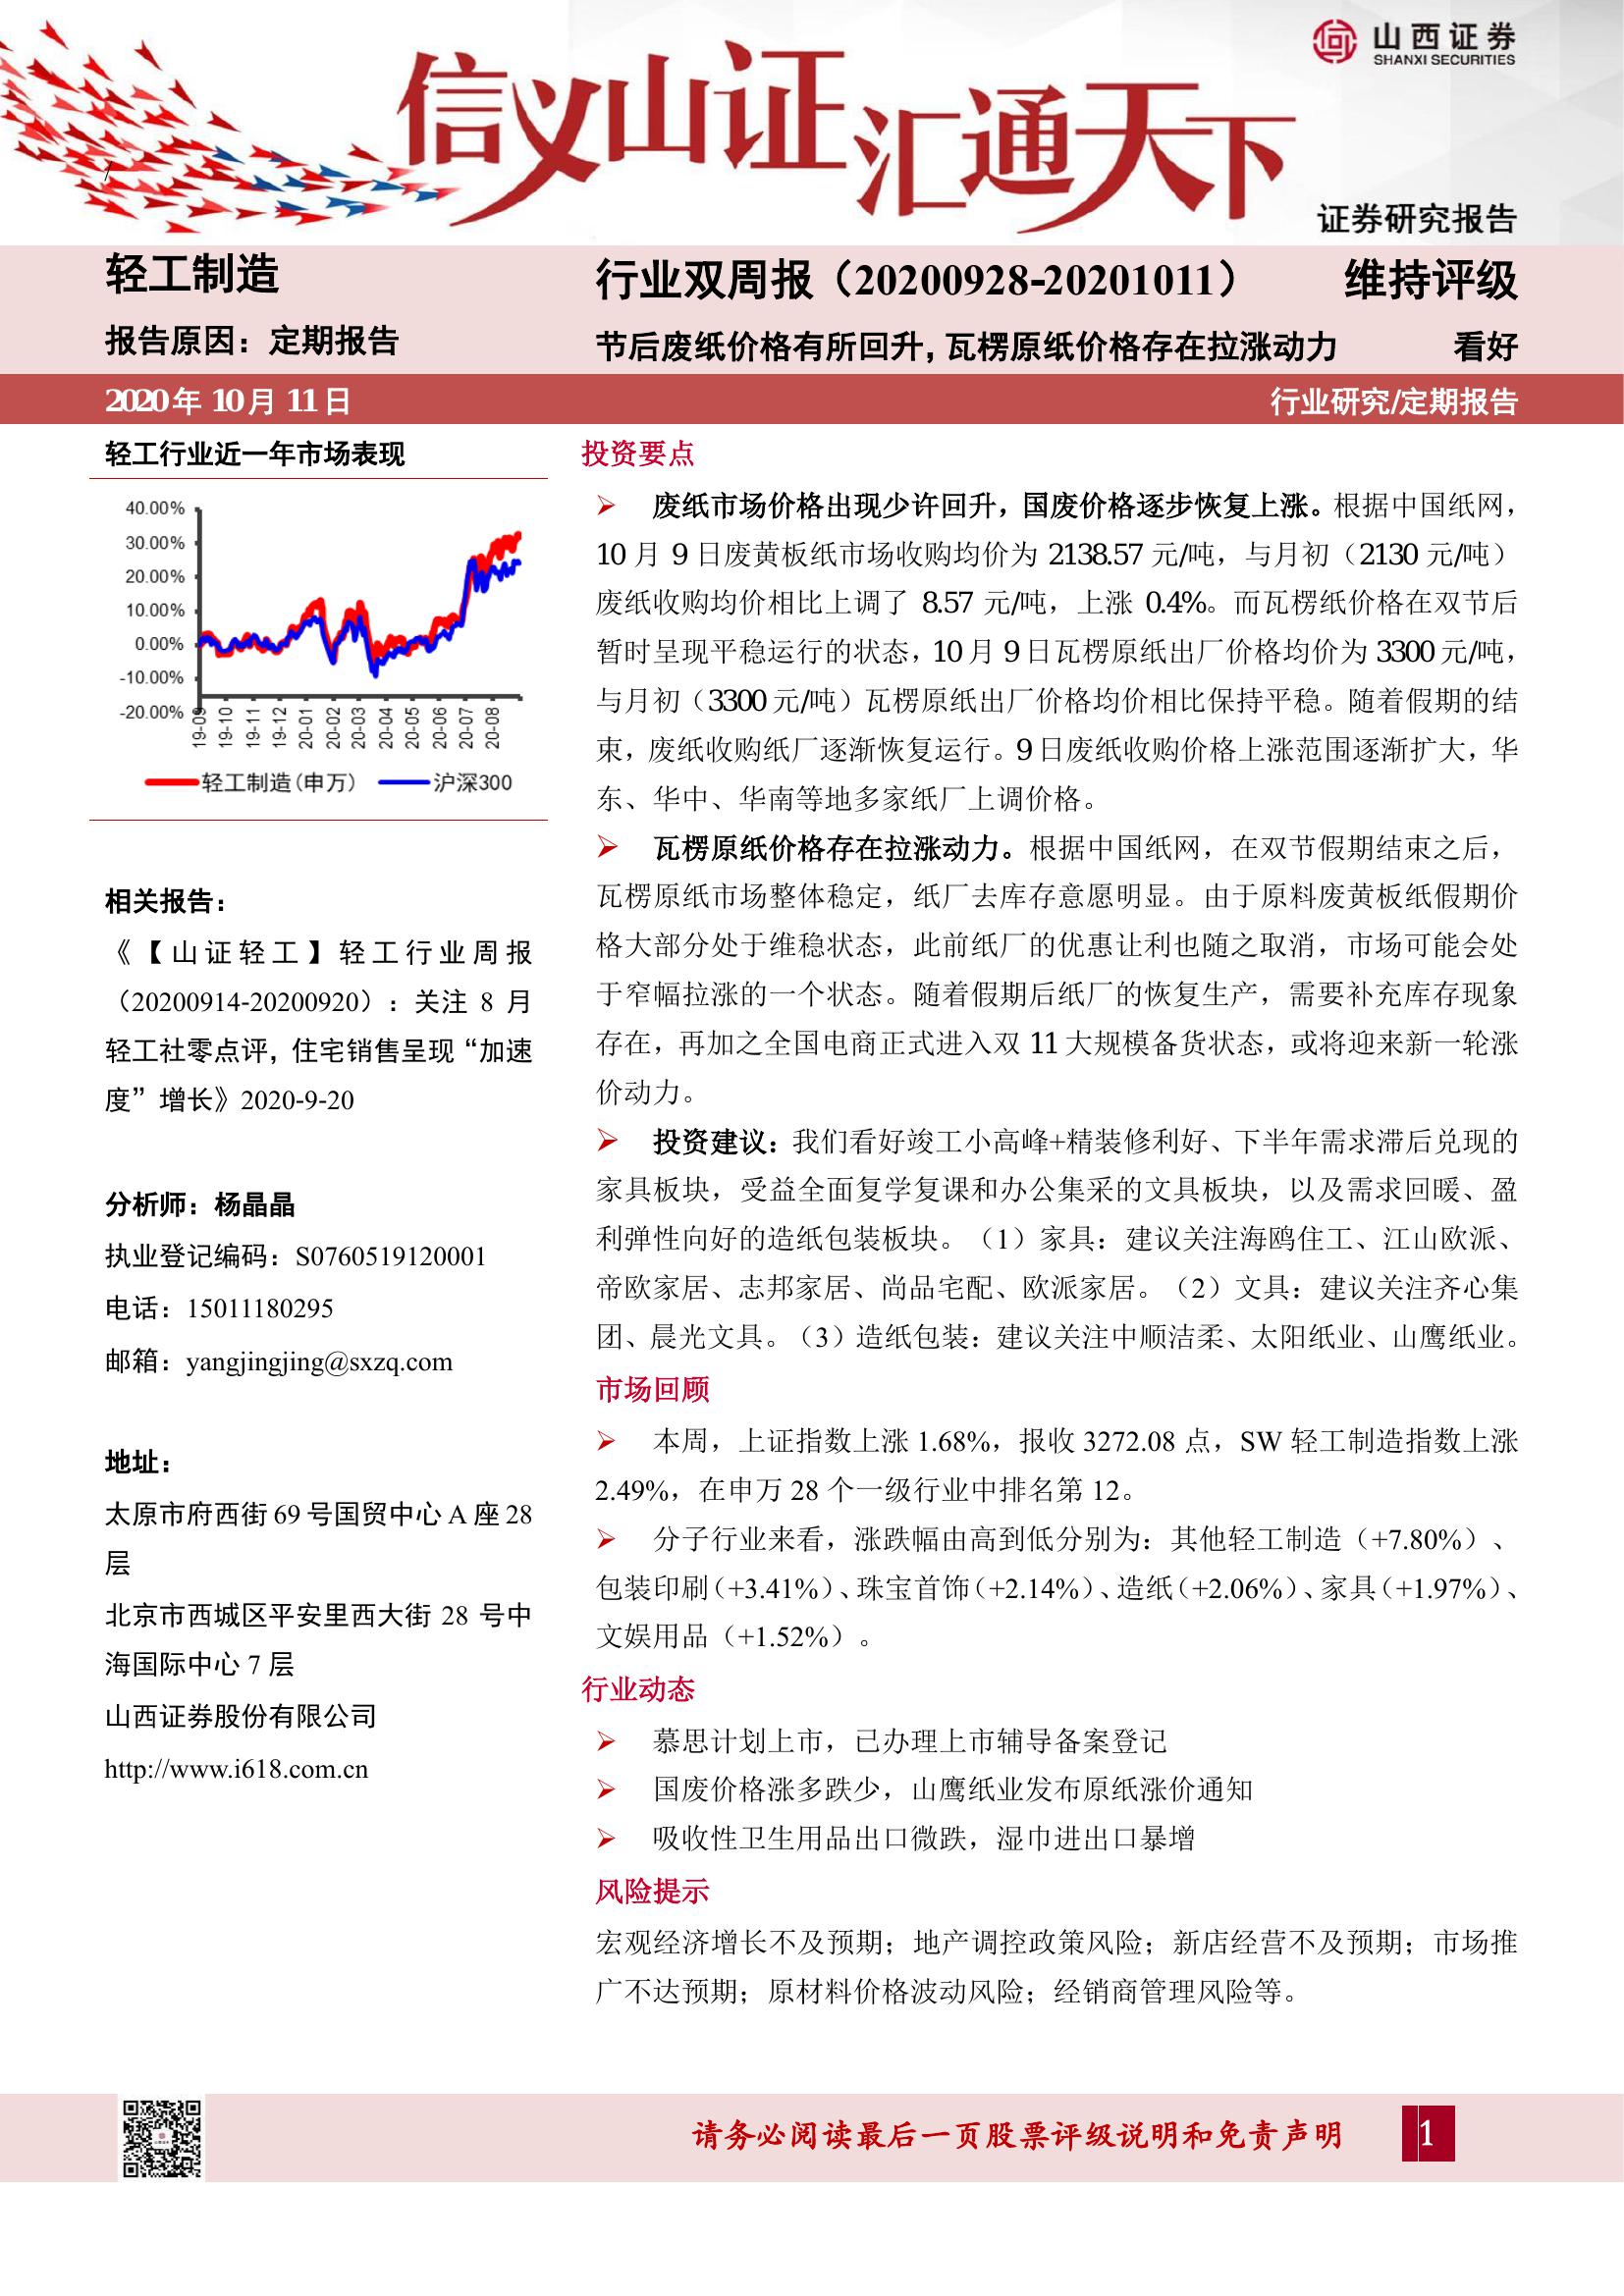 山西证券
SHANXI SECURITIES
信义山证汇通天下
证券研究报告
轻工制造
报告原因：定期报告
行业双周报（20200928-20201011）
维持评级
节后废纸价格有所回升，瓦楞原纸价格存在拉涨动力
看好
2020年10月11日
行业研究/定期报告
轻工行业近一年市场表现
40.00%
30.00%
20.00%
10.00%
0.00%
-10.00%
-20.00%
19-09
19-10
19-11
19-12
20-01
20-02
20-03
20-04
20-05
20-06
20-07
20-08
轻工制造(申万)
沪深300
相关报告：
《【山证轻工】轻工行业周报
（20200914-20200920）：关注 8 月
轻工社零点评，住宅销售呈现“加速
度”增长》2020-9-20
分析师：杨晶晶
执业登记编码：S0760519120001
电话：15011180295
邮箱：yangjingjing@sxzq.com
地址：
太原市府西街 69 号国贸中心 A 座 28
层
北京市西城区平安里西大街 28 号中
海国际中心 7 层
山西证券股份有限公司
http://www.i618.com.cn
投资要点
➢ 废纸市场价格出现少许回升，国废价格逐步恢复上涨。根据中国纸网，
10 月 9 日废黄板纸市场收购均价为 2138.57 元/吨，与月初（2130 元/吨）
废纸收购均价相比上调了 8.57 元/吨，上涨 0.4%。而瓦楞纸价格在双节后
暂时呈现平稳运行的状态，10 月 9 日瓦楞原纸出厂价格均价为 3300 元/吨，
与月初（3300 元/吨）瓦楞原纸出厂价格均价相比保持平稳。随着假期的结
束，废纸收购纸厂逐渐恢复运行。9 日废纸收购价格上涨范围逐渐扩大，华
东、华中、华南等地多家纸厂上调价格。
➢ 瓦楞原纸价格存在拉涨动力。根据中国纸网，在双节假期结束之后，
瓦楞原纸市场整体稳定，纸厂去库存意愿明显。由于原料废黄板纸假期价
格大部分处于维稳状态，此前纸厂的优惠让利也随之取消，市场可能会处
于窄幅拉涨的一个状态。随着假期后纸厂的恢复生产，需要补充库存现象
存在，再加之全国电商正式进入双 11 大规模备货状态，或将迎来新一轮涨
价动力。
➢ 投资建议：我们看好竣工小高峰+精装修利好、下半年需求滞后兑现的
家具板块，受益全面复学复课和办公集采的文具板块，以及需求回暖、盈
利弹性向好的造纸包装板块。（1）家具：建议关注海鸥住工、江山欧派、
帝欧家居、志邦家居、尚品宅配、欧派家居。（2）文具：建议关注齐心集
团、晨光文具。（3）造纸包装：建议关注中顺洁柔、太阳纸业、山鹰纸业。
市场回顾
➢ 本周，上证指数上涨 1.68%，报收 3272.08 点，SW 轻工制造指数上涨
2.49%，在申万 28 个一级行业中排名第 12。
➢ 分子行业来看，涨跌幅由高到低分别为：其他轻工制造（+7.80%）、
包装印刷（+3.41%）、珠宝首饰（+2.14%）、造纸（+2.06%）、家具（+1.97%）、
文娱用品（+1.52%）。
行业动态
➢ 慕思计划上市，已办理上市辅导备案登记
➢ 国废价格涨多跌少，山鹰纸业发布原纸涨价通知
➢ 吸收性卫生用品出口微跌，湿巾进出口暴增
风险提示
宏观经济增长不及预期；地产调控政策风险；新店经营不及预期；市场推
广不达预期；原材料价格波动风险；经销商管理风险等。
请务必阅读最后一页股票评级说明和免责声明
1